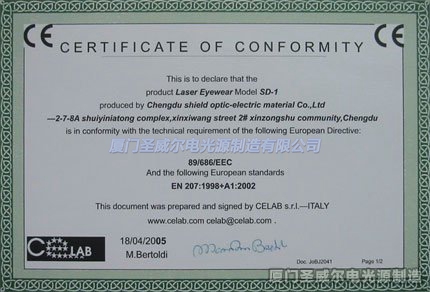 CE CERTIFICATE OF CONFORMITY CE
This is to declare that the
product Laser Eyewear Model SD-1
produced by Chengdu shield optic-electric material Co.,Ltd
—2-7-8A shuiyiniatong complex,xinxiwang street 2# xinzongshu community,Chengdu
is in conformity with the technical requirement of the following European Directive:
厦门圣威尔电光源制造有限公司
89/686/EEC
And the following European standards
EN 207:1998+A1:2002
This document was prepared and signed by CELAB s.r.l.—ITALY
www.celab.com celab@celab.com .
CELAB
18/04/2005
M.Bertoldi
Doc. JoBJ2041
Page 1/2
厦门圣威尔电光源制造